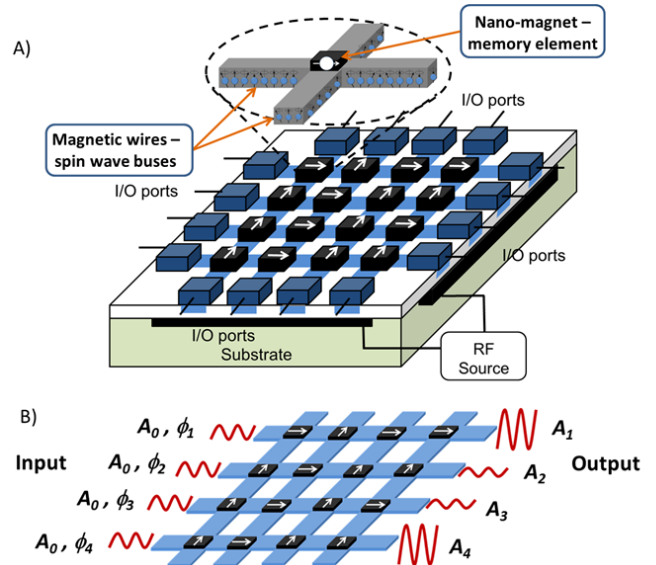 A)
Nano-magnet –
memory element
I/O ports
Magnetic wires –
spin wave buses
I/O ports
I/O ports
I/O ports
Substrate
RF
Source
B)
A₀ , ϕ₁
A₁
A₀ , ϕ₂
Input
Output
A₂
A₀ , ϕ₃
A₃
A₀ , ϕ₄
A₄